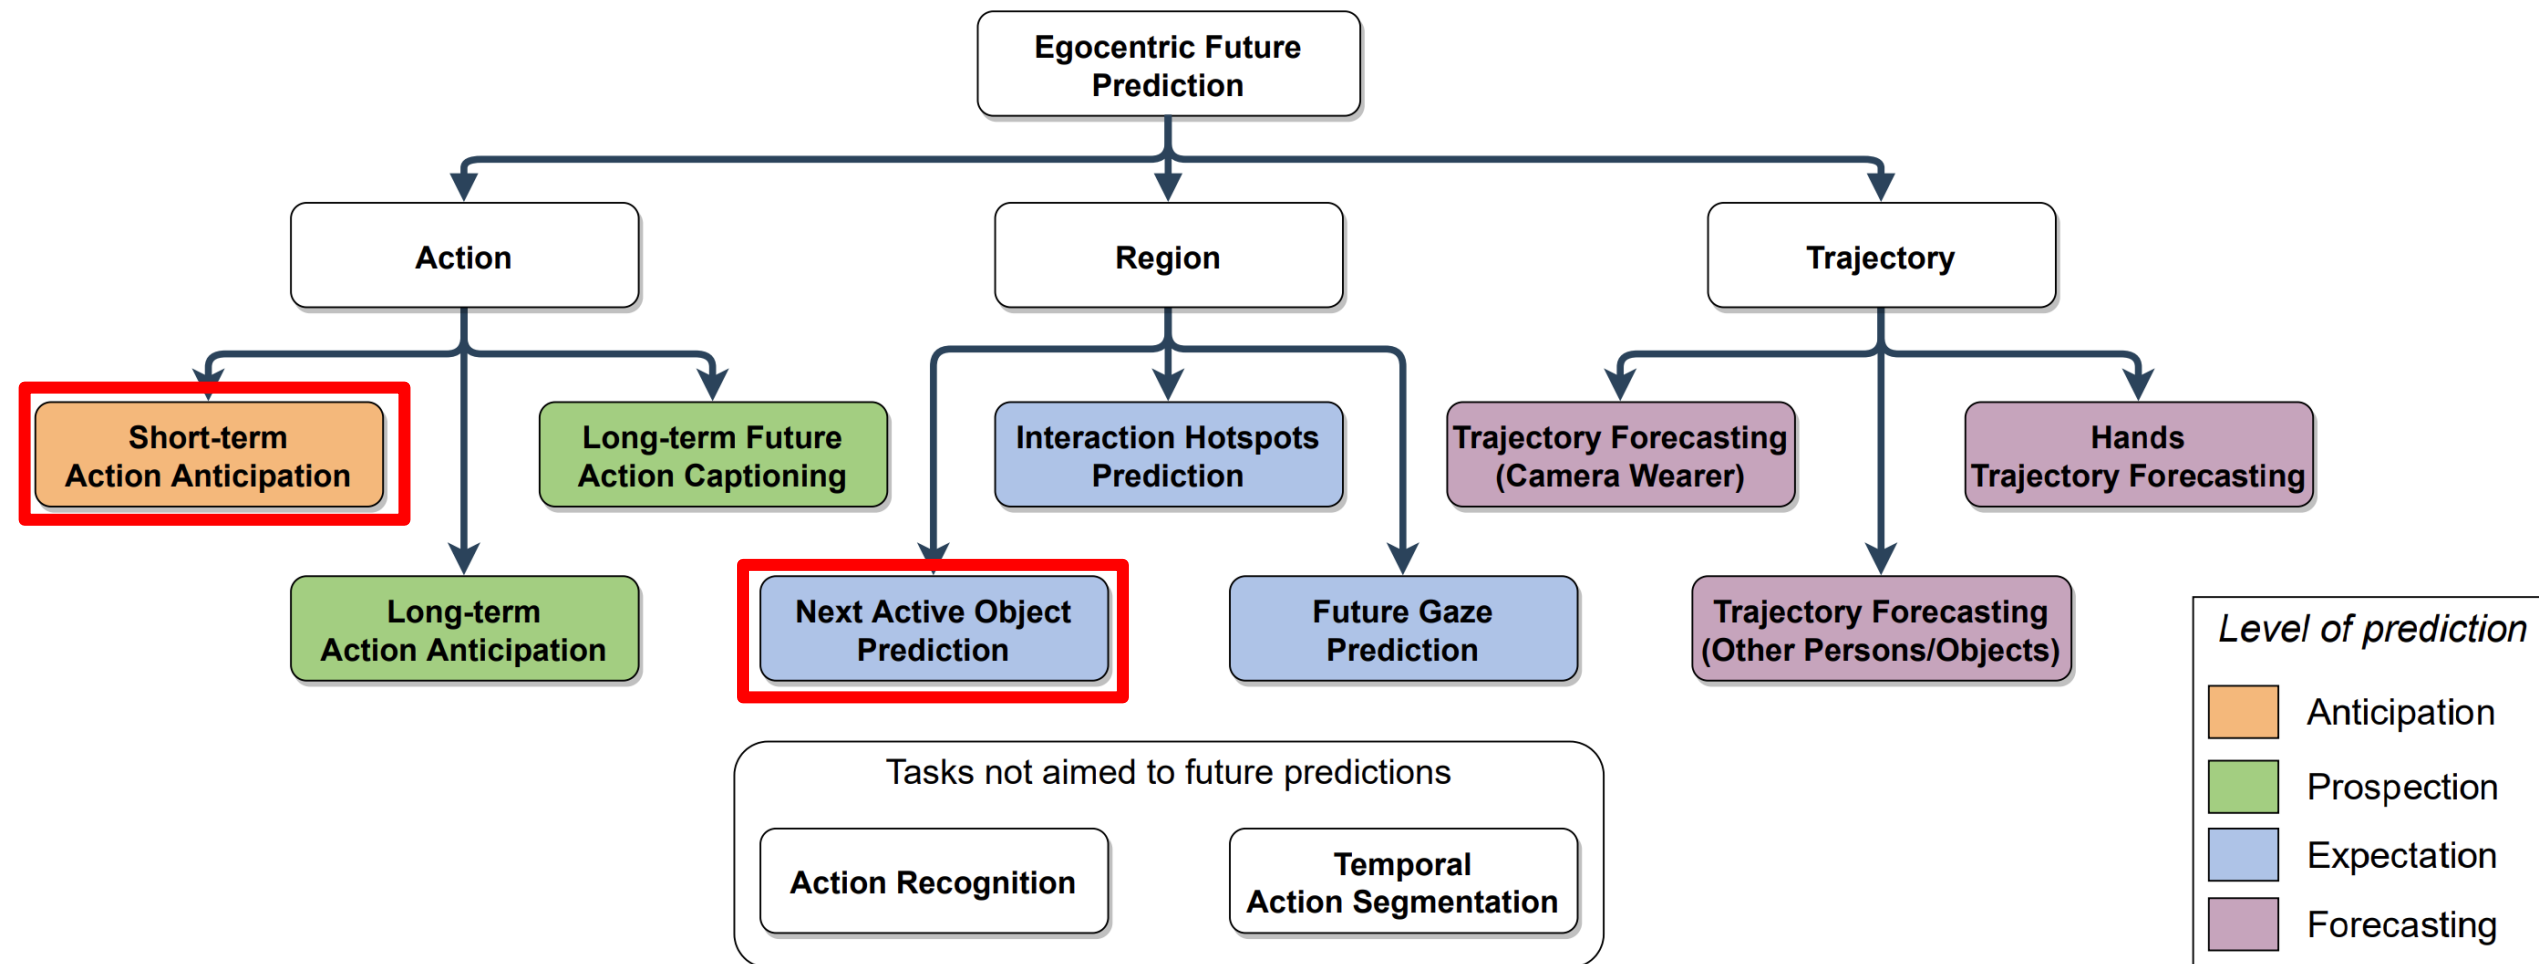 Egocentric Future
Prediction
Action
Region
Trajectory
Short-term
Action Anticipation
Long-term Future
Action Captioning
Interaction Hotspots
Prediction
Trajectory Forecasting
(Camera Wearer)
Hands
Trajectory Forecasting
Long-term
Action Anticipation
Next Active Object
Prediction
Future Gaze
Prediction
Trajectory Forecasting
(Other Persons/Objects)
Level of prediction
Anticipation
Prospection
Expectation
Forecasting
Tasks not aimed to future predictions
Action Recognition
Temporal
Action Segmentation